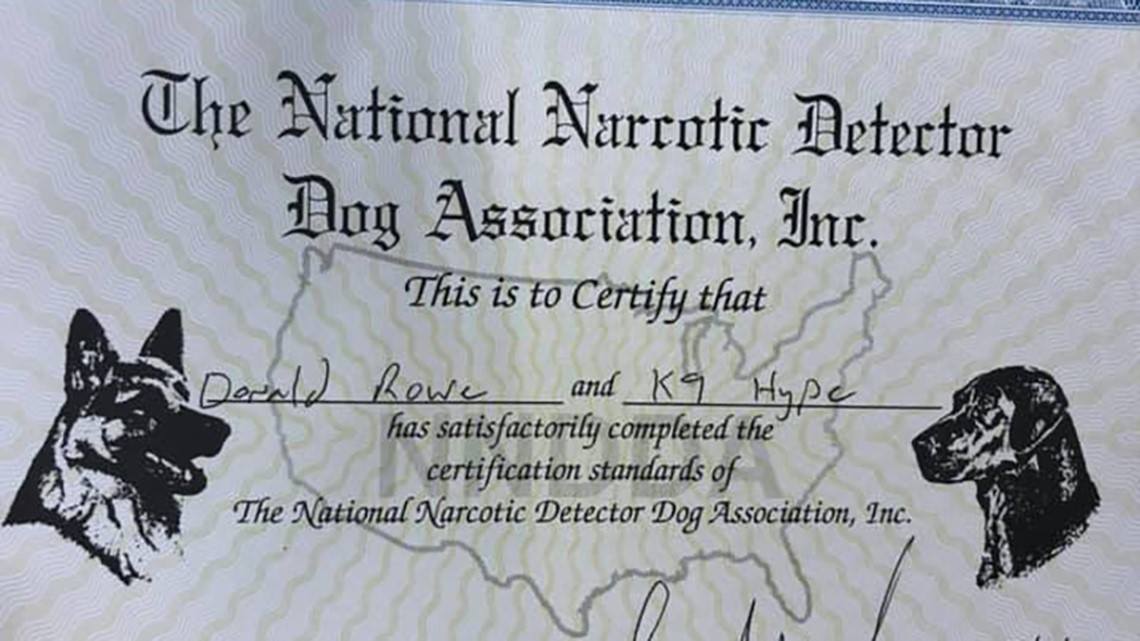 The National Narcotic Detector
Dog Association, Inc.
This is to Certify that
Donald Rowe and K9 Hype
has satisfactorily completed the
NNDDA
certification standards of
The National Narcotic Detector Dog Association, Inc.